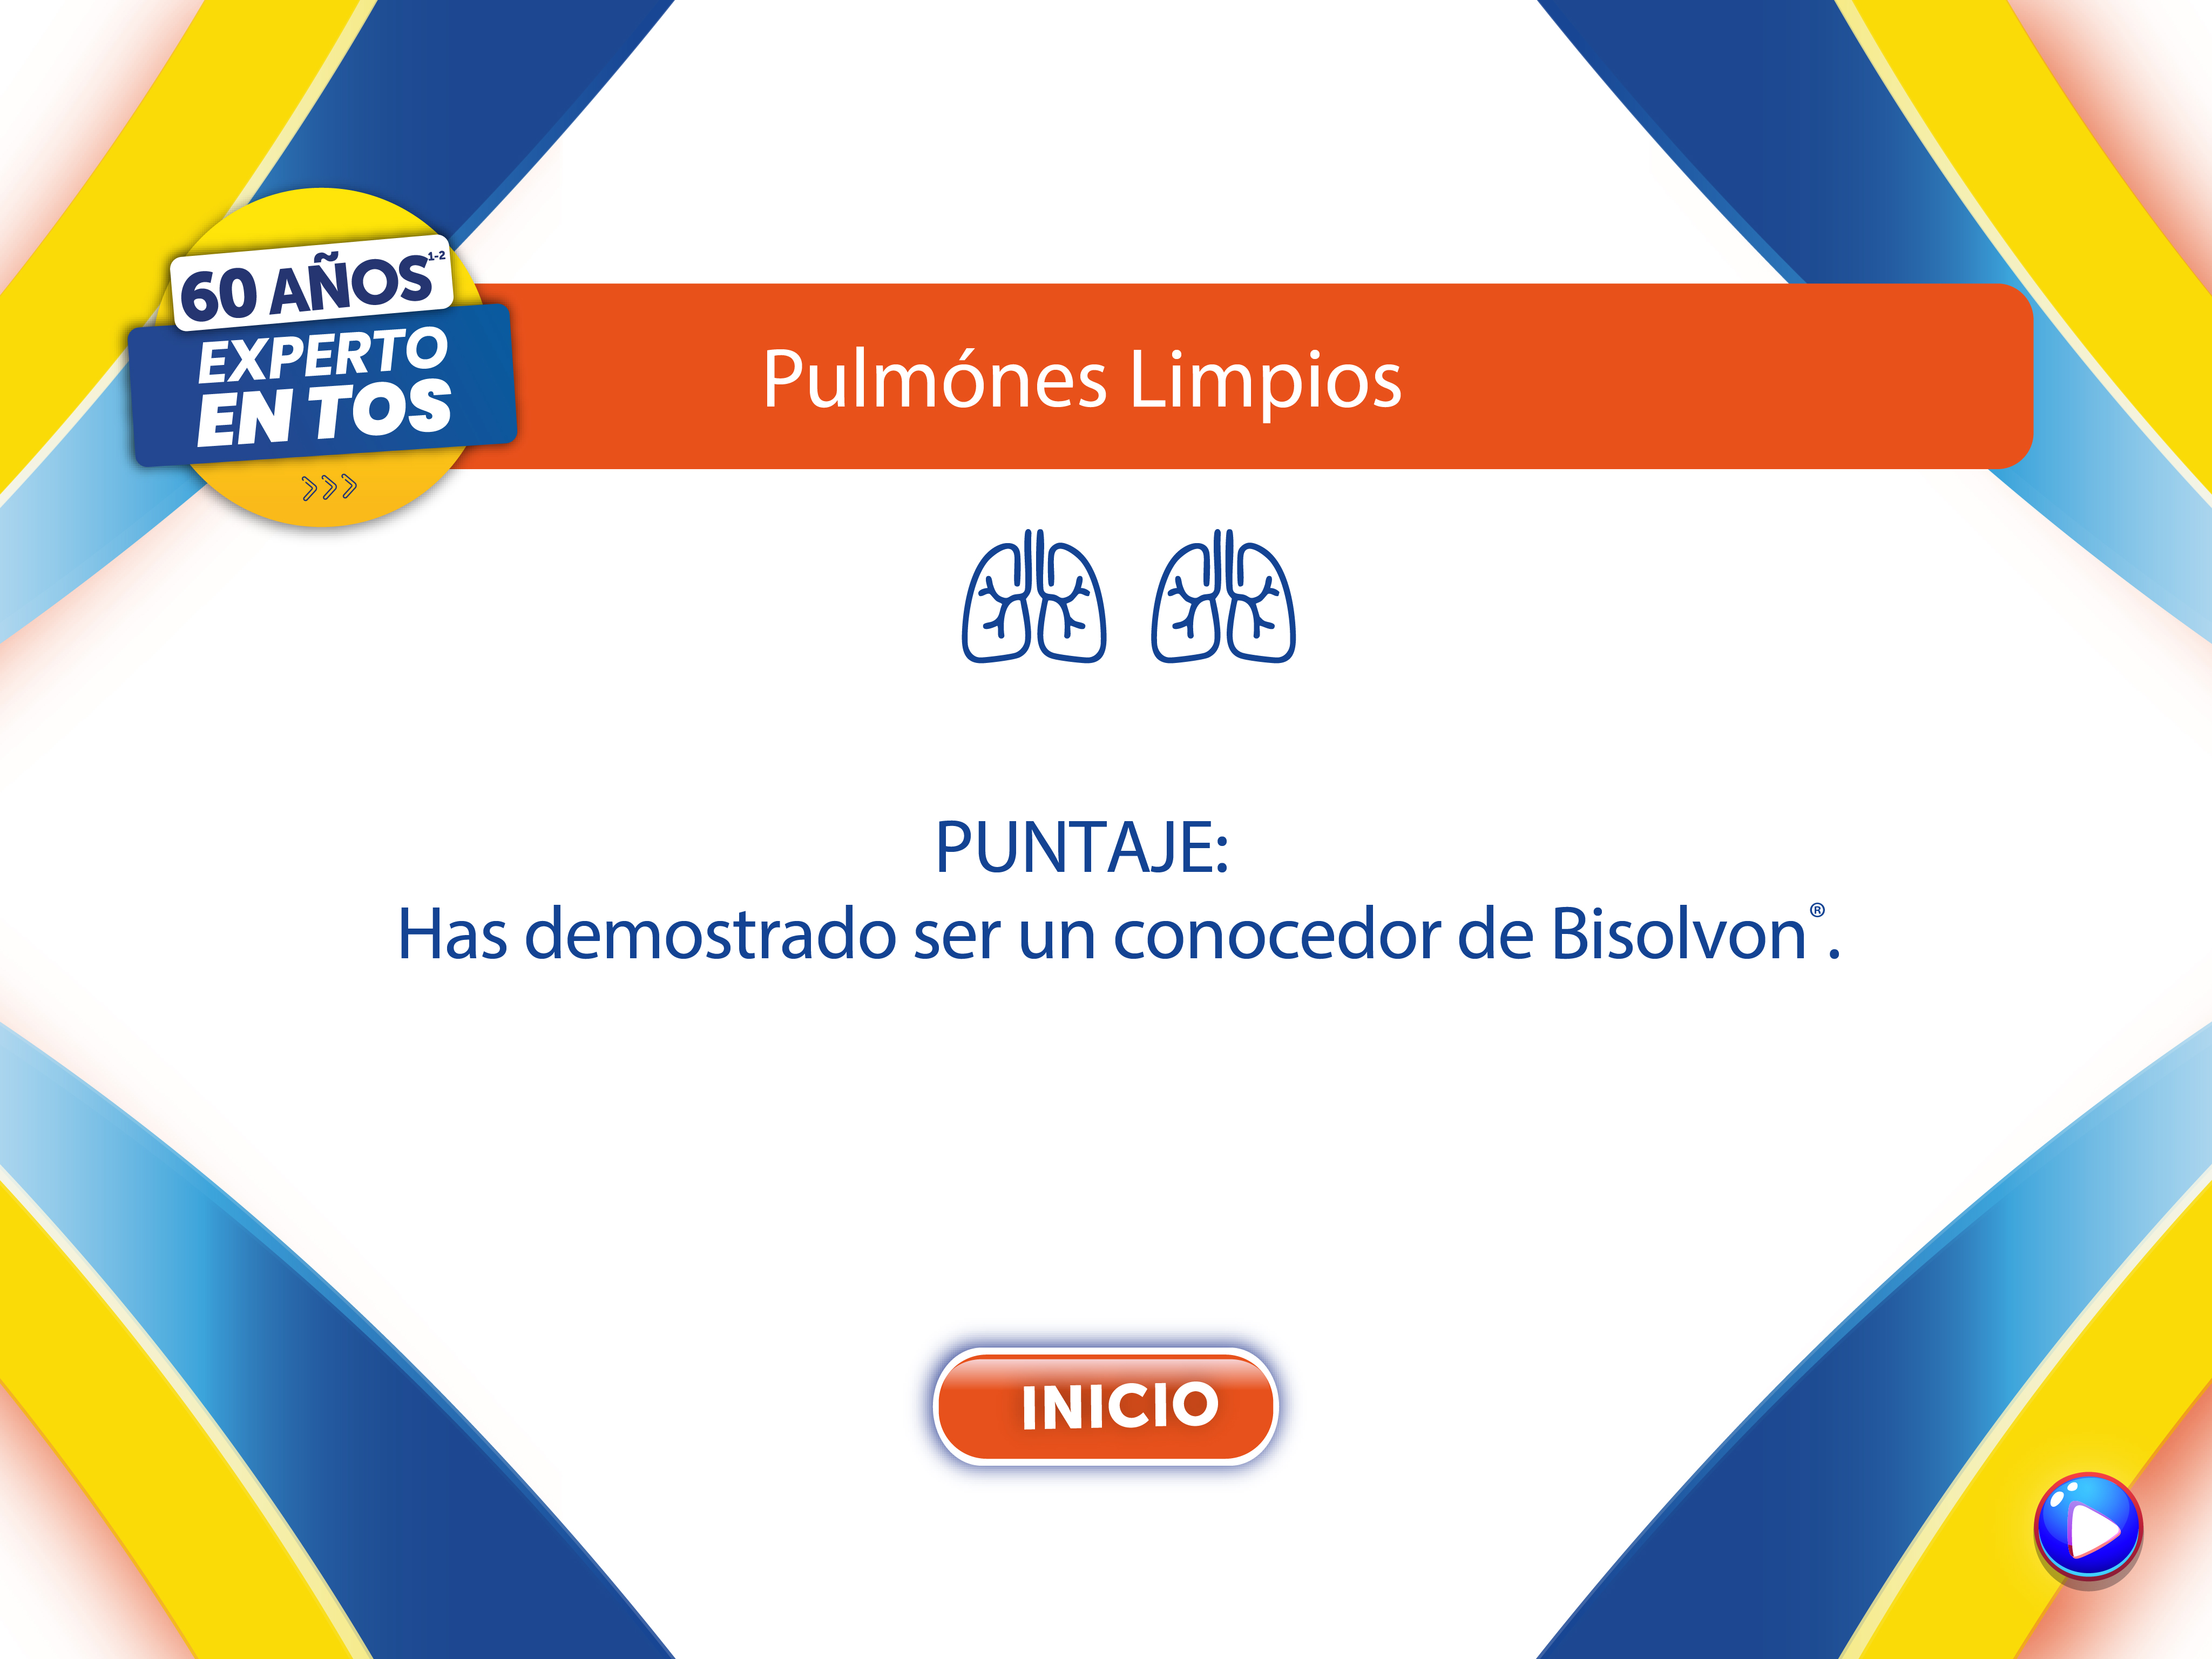 60 AÑOS¹⁻²
EXPERTO
EN TOS
Pulmónes Limpios
PUNTAJE:
Has demostrado ser un conocedor de Bisolvon®.
INICIO